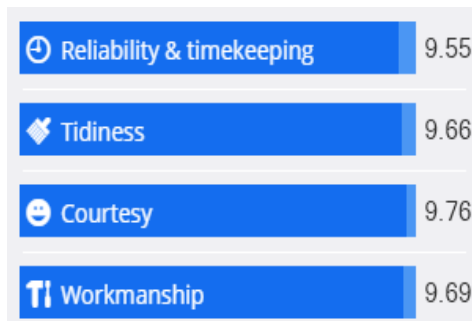 Reliability & timekeeping 9.55
Tidiness 9.66
Courtesy 9.76
Workmanship 9.69